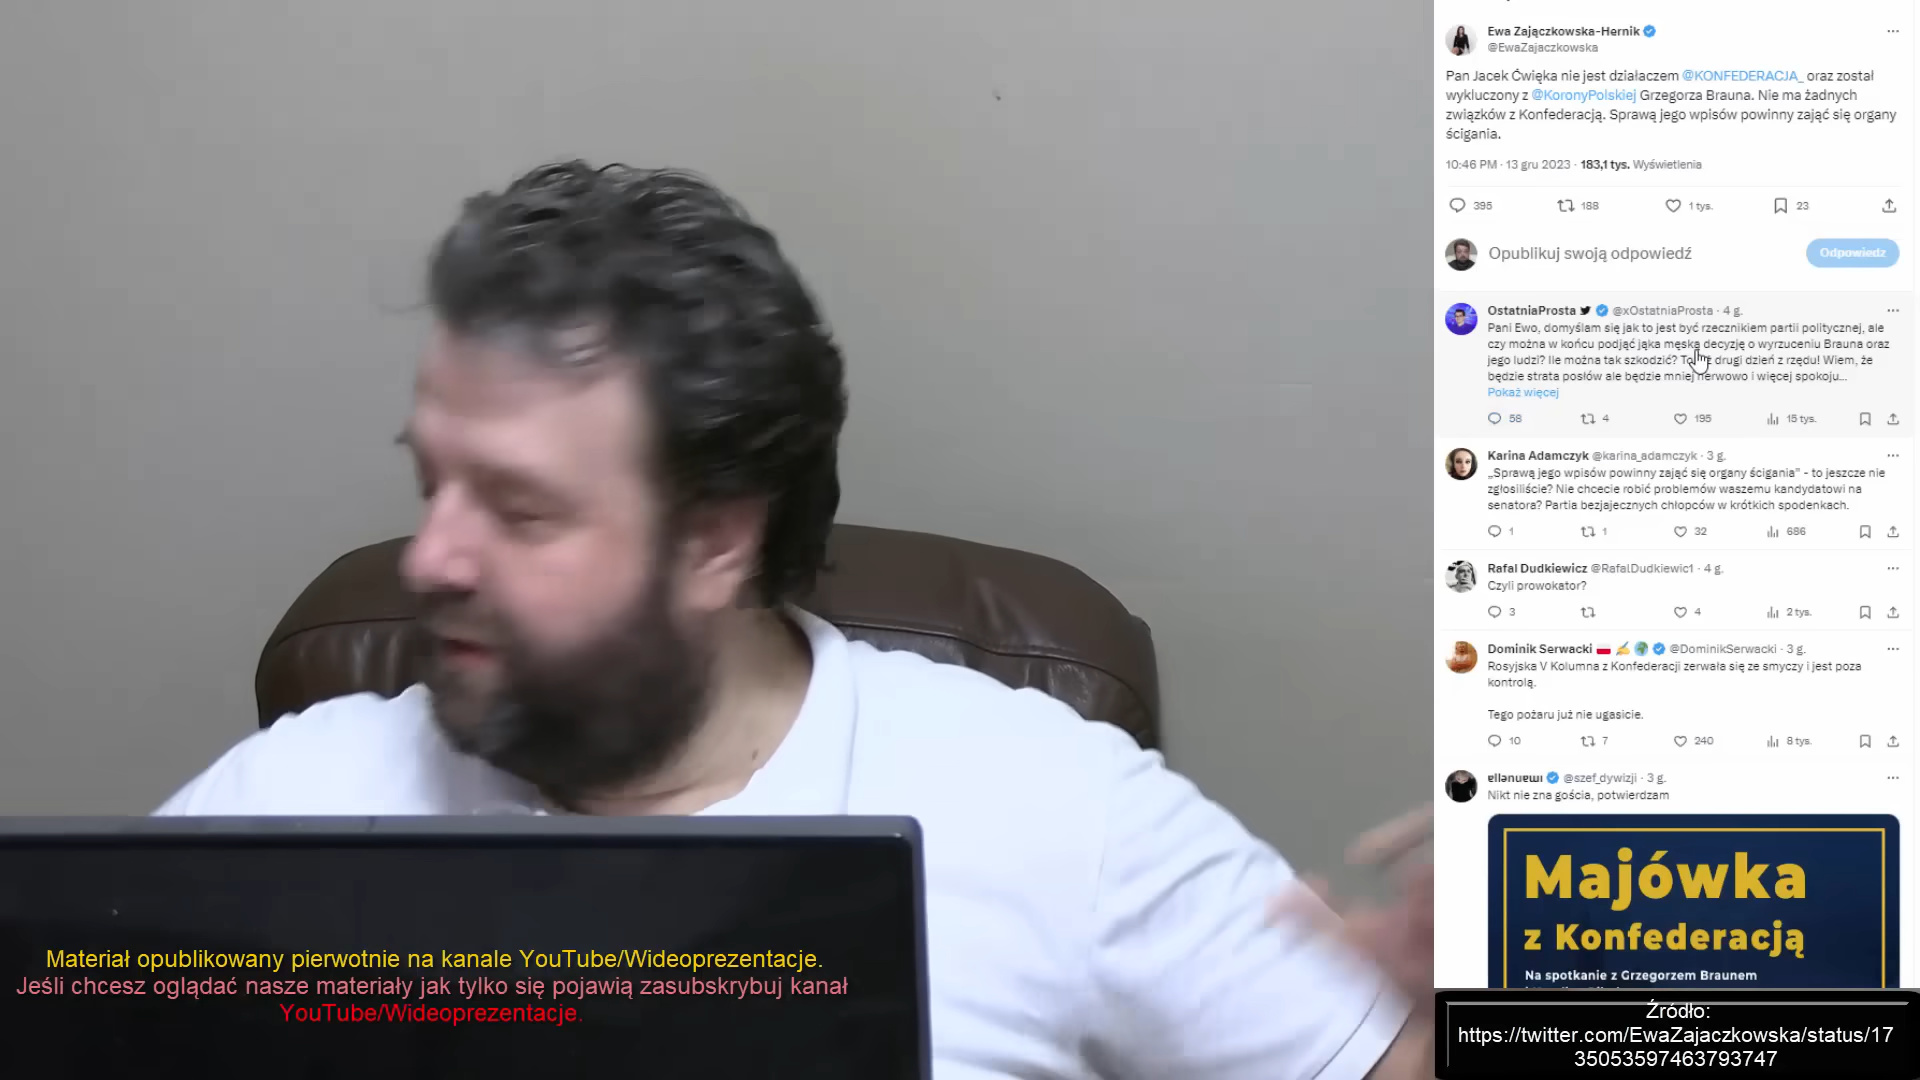 Ewa Zajączkowska-Hernik
@EwaZajaczkowska
Pan Jacek Ćwięka nie jest działaczem @KONFEDERACJA_ oraz został
wykluczony z @KoronyPolskiej Grzegorza Brauna. Nie ma żadnych
związków z Konfederacją. Sprawą jego wpisów powinny zająć się organy
ścigania.
10:46 PM · 13 gru 2023 · 183,1 tys. Wyświetlenia
395 188 1 tys. 23
Opublikuj swoją odpowiedź Odpowiedz
OstatniaProsta @xOstatniaProsta · 4 g.
Pani Ewo, domyślam się jak to jest być rzecznikiem partii politycznej, ale
czy można w końcu podjąć jąka męską decyzję o wyrzuceniu Brauna oraz
jego ludzi? Ile można tak szkodzić? To drugi dzień z rzędu! Wiem, że
będzie strata posłów ale będzie mniej nerwowo i więcej spokoju...
Pokaż więcej
58 4 195 15 tys.
Karina Adamczyk @karina_adamczyk · 3 g.
„Sprawą jego wpisów powinny zająć się organy ścigania" - to jeszcze nie
zgłosiliście? Nie chcecie robić problemów waszemu kandydatowi na
senatora? Partia bezjajecznych chłopców w krótkich spodenkach.
1 1 32 686
Rafal Dudkiewicz @RafalDudkiewic1 · 4 g.
Czyli prowokator?
3 4 2 tys.
Dominik Serwacki @DominikSerwacki · 3 g.
Rosyjska V Kolumna z Konfederacji zerwała się ze smyczy i jest poza
kontrolą.
Tego pożaru już nie ugasicie.
10 7 240 8 tys.
@szef_dywizji · 3 g.
Nikt nie zna gościa, potwierdzam
Majówka
z Konfederacją
Na spotkanie z Grzegorzem Braunem
Źródło:
https://twitter.com/EwaZajaczkowska/status/17
35053597463793747
Materiał opublikowany pierwotnie na kanale YouTube/Wideoprezentacje.
Jeśli chcesz oglądać nasze materiały jak tylko się pojawią zasubskrybuj kanał
YouTube/Wideoprezentacje.